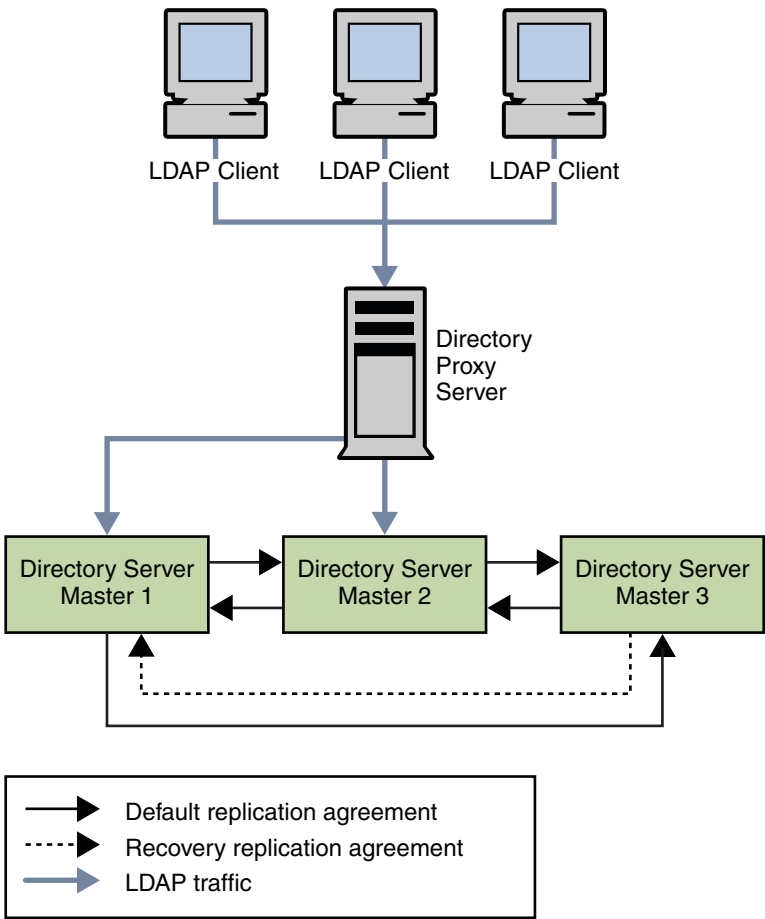 LDAP Client
LDAP Client
LDAP Client
Directory
Proxy
Server
Directory Server
Master 1
Directory Server
Master 2
Directory Server
Master 3
Default replication agreement
Recovery replication agreement
LDAP traffic